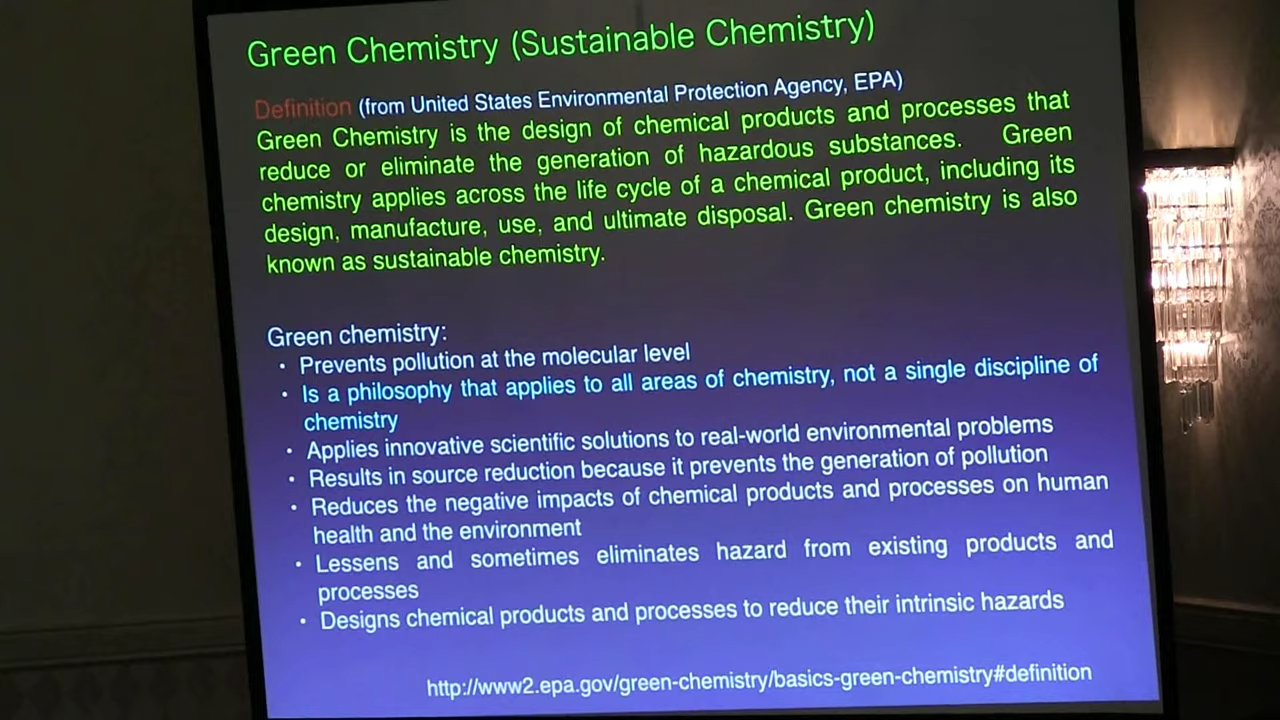 Green Chemistry (Sustainable Chemistry)
Definition (from United States Environmental Protection Agency, EPA)
Green Chemistry is the design of chemical products and processes that
reduce or eliminate the generation of hazardous substances. Green
chemistry applies across the life cycle of a chemical product, including its
design, manufacture, use, and ultimate disposal. Green chemistry is also
known as sustainable chemistry.
Green chemistry:
• Prevents pollution at the molecular level
• Is a philosophy that applies to all areas of chemistry, not a single discipline of
chemistry
• Applies innovative scientific solutions to real-world environmental problems
• Results in source reduction because it prevents the generation of pollution
• Reduces the negative impacts of chemical products and processes on human
health and the environment
• Lessens and sometimes eliminates hazard from existing products and
processes
• Designs chemical products and processes to reduce their intrinsic hazards
http://www2.epa.gov/green-chemistry/basics-green-chemistry#definition